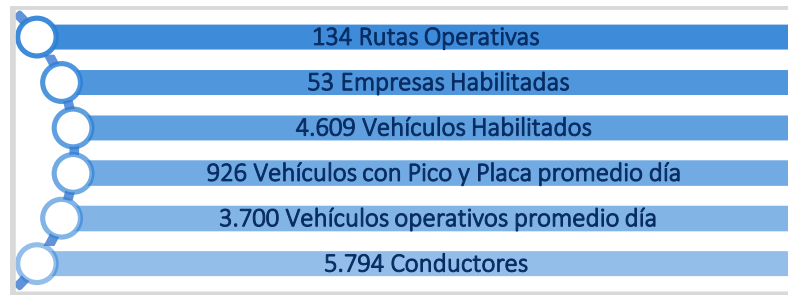 134 Rutas Operativas
53 Empresas Habilitadas
4.609 Vehículos Habilitados
926 Vehículos con Pico y Placa promedio día
3.700 Vehículos operativos promedio día
5.794 Conductores